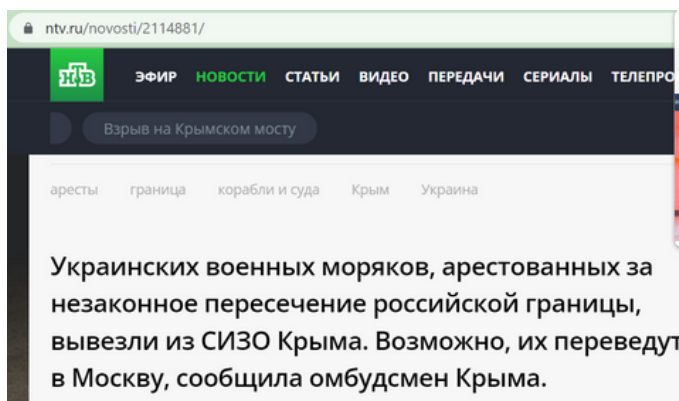 ntv.ru/novosti/2114881/
НТВ ЭФИР НОВОСТИ СТАТЬИ ВИДЕО ПЕРЕДАЧИ СЕРИАЛЫ ТЕЛЕПРО
Взрыв на Крымском мосту
аресты граница корабли и суда Крым Украина
Украинских военных моряков, арестованных за
незаконное пересечение российской границы,
вывезли из СИЗО Крыма. Возможно, их переведут
в Москву, сообщила омбудсмен Крыма.